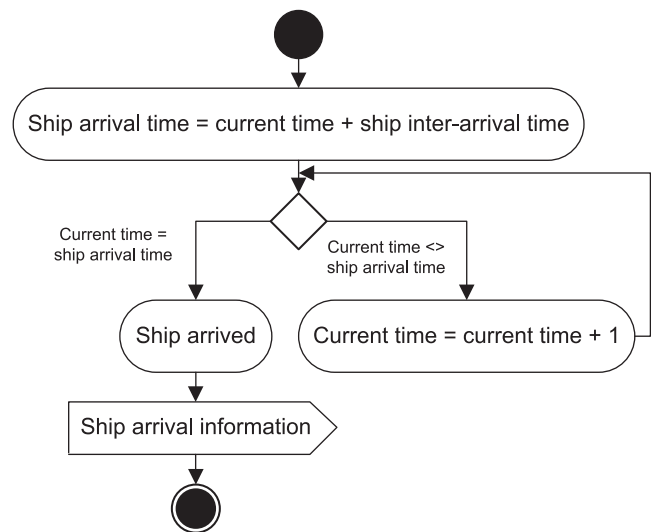 Ship arrival time = current time + ship inter-arrival time
Current time =
ship arrival time
Current time <>
ship arrival time
Ship arrived
Current time = current time + 1
Ship arrival information